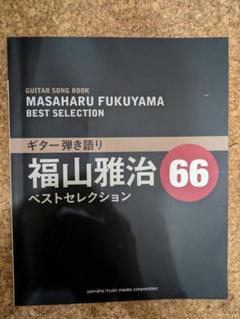 GUITAR SONG BOOK
MASAHARU FUKUYAMA
BEST SELECTION
ギター弾き語り
福山雅治 66
ベストセレクション
yamaha music media corporation